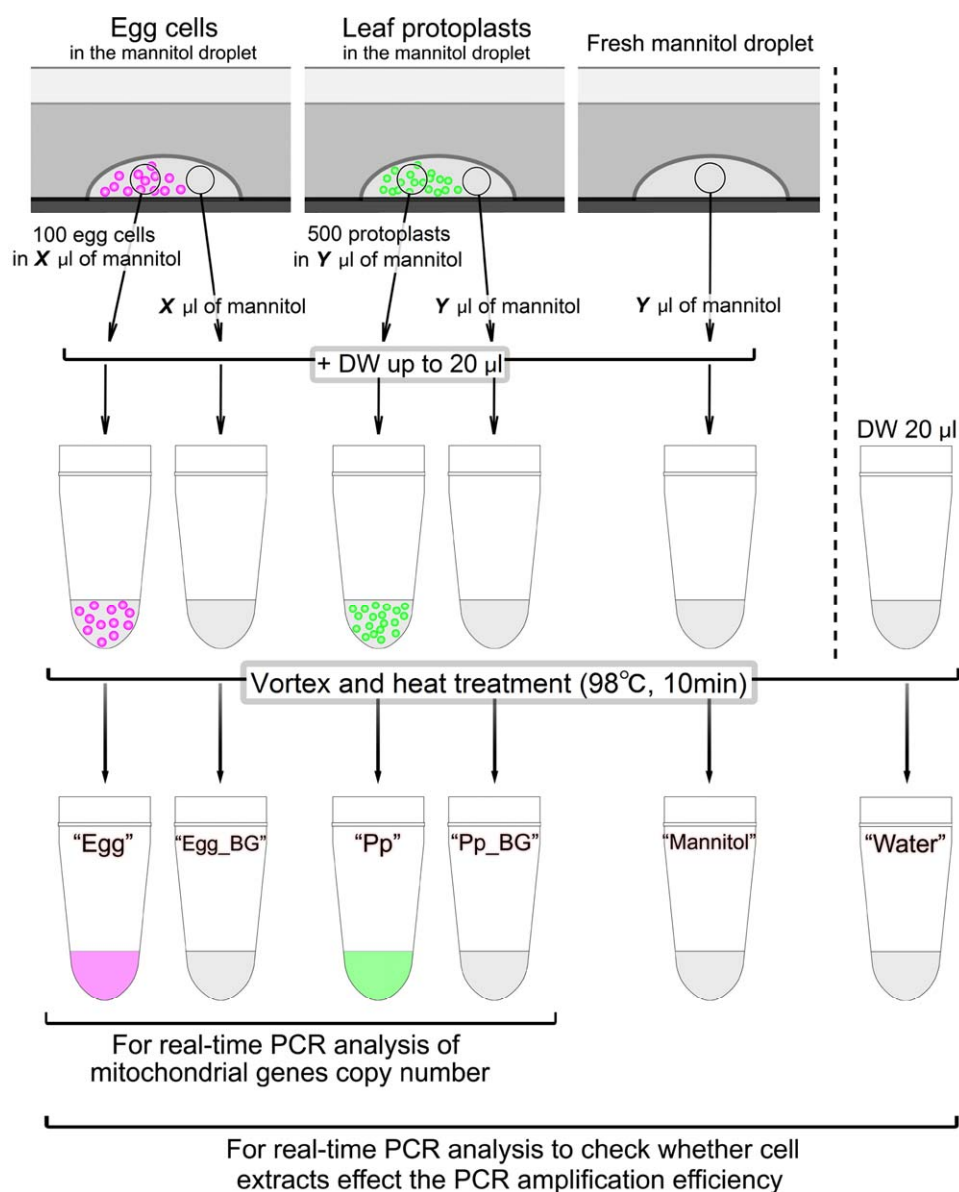 Egg cells
in the mannitol droplet
Leaf protoplasts
in the mannitol droplet
Fresh mannitol droplet
100 egg cells
in X µl of mannitol
X µl of mannitol
500 protoplasts
in Y µl of mannitol
Y µl of mannitol
Y µl of mannitol
+ DW up to 20 µl
DW 20 µl
Vortex and heat treatment (98℃, 10min)
“Egg”
“Egg_BG”
“Pp”
“Pp_BG”
“Mannitol”
“Water”
For real-time PCR analysis of
mitochondrial genes copy number
For real-time PCR analysis to check whether cell
extracts effect the PCR amplification efficiency